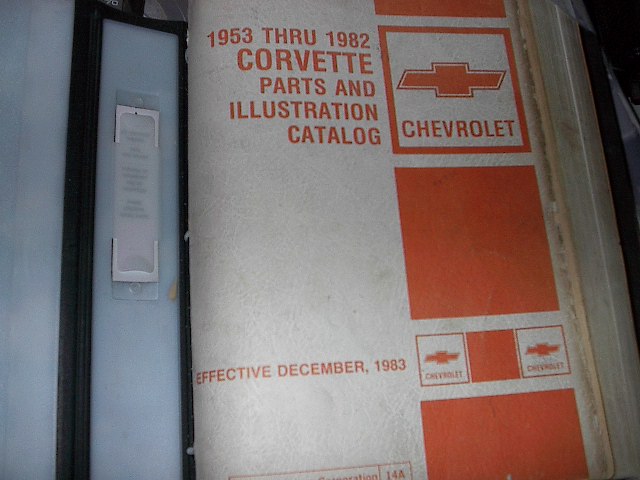 1953 THRU 1982
CORVETTE
PARTS AND
ILLUSTRATION
CATALOG
CHEVROLET
EFFECTIVE DECEMBER, 1983
CHEVROLET
CHEVROLET
Corporation 14A